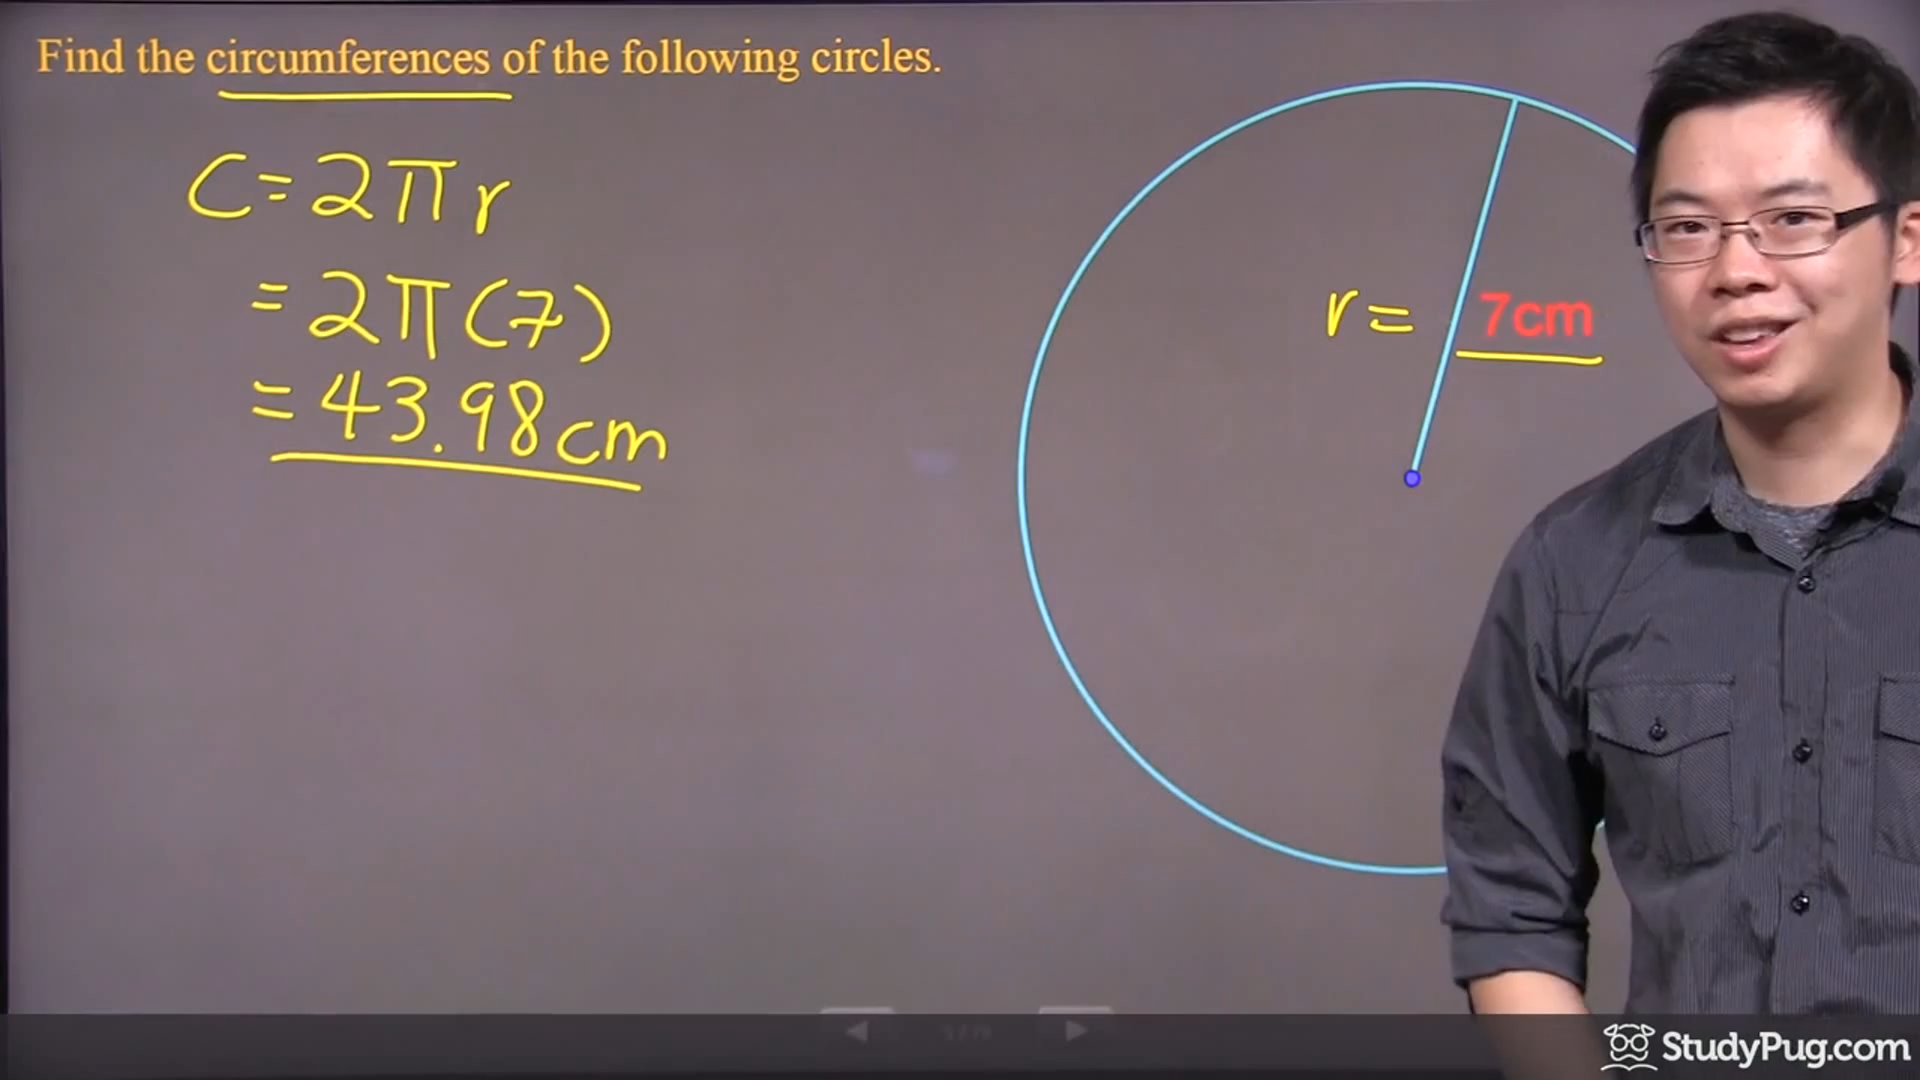 Find the circumferences of the following circles.
C=2πr
=2π(7)
=43.98cm
r= 7cm
StudyPug.com